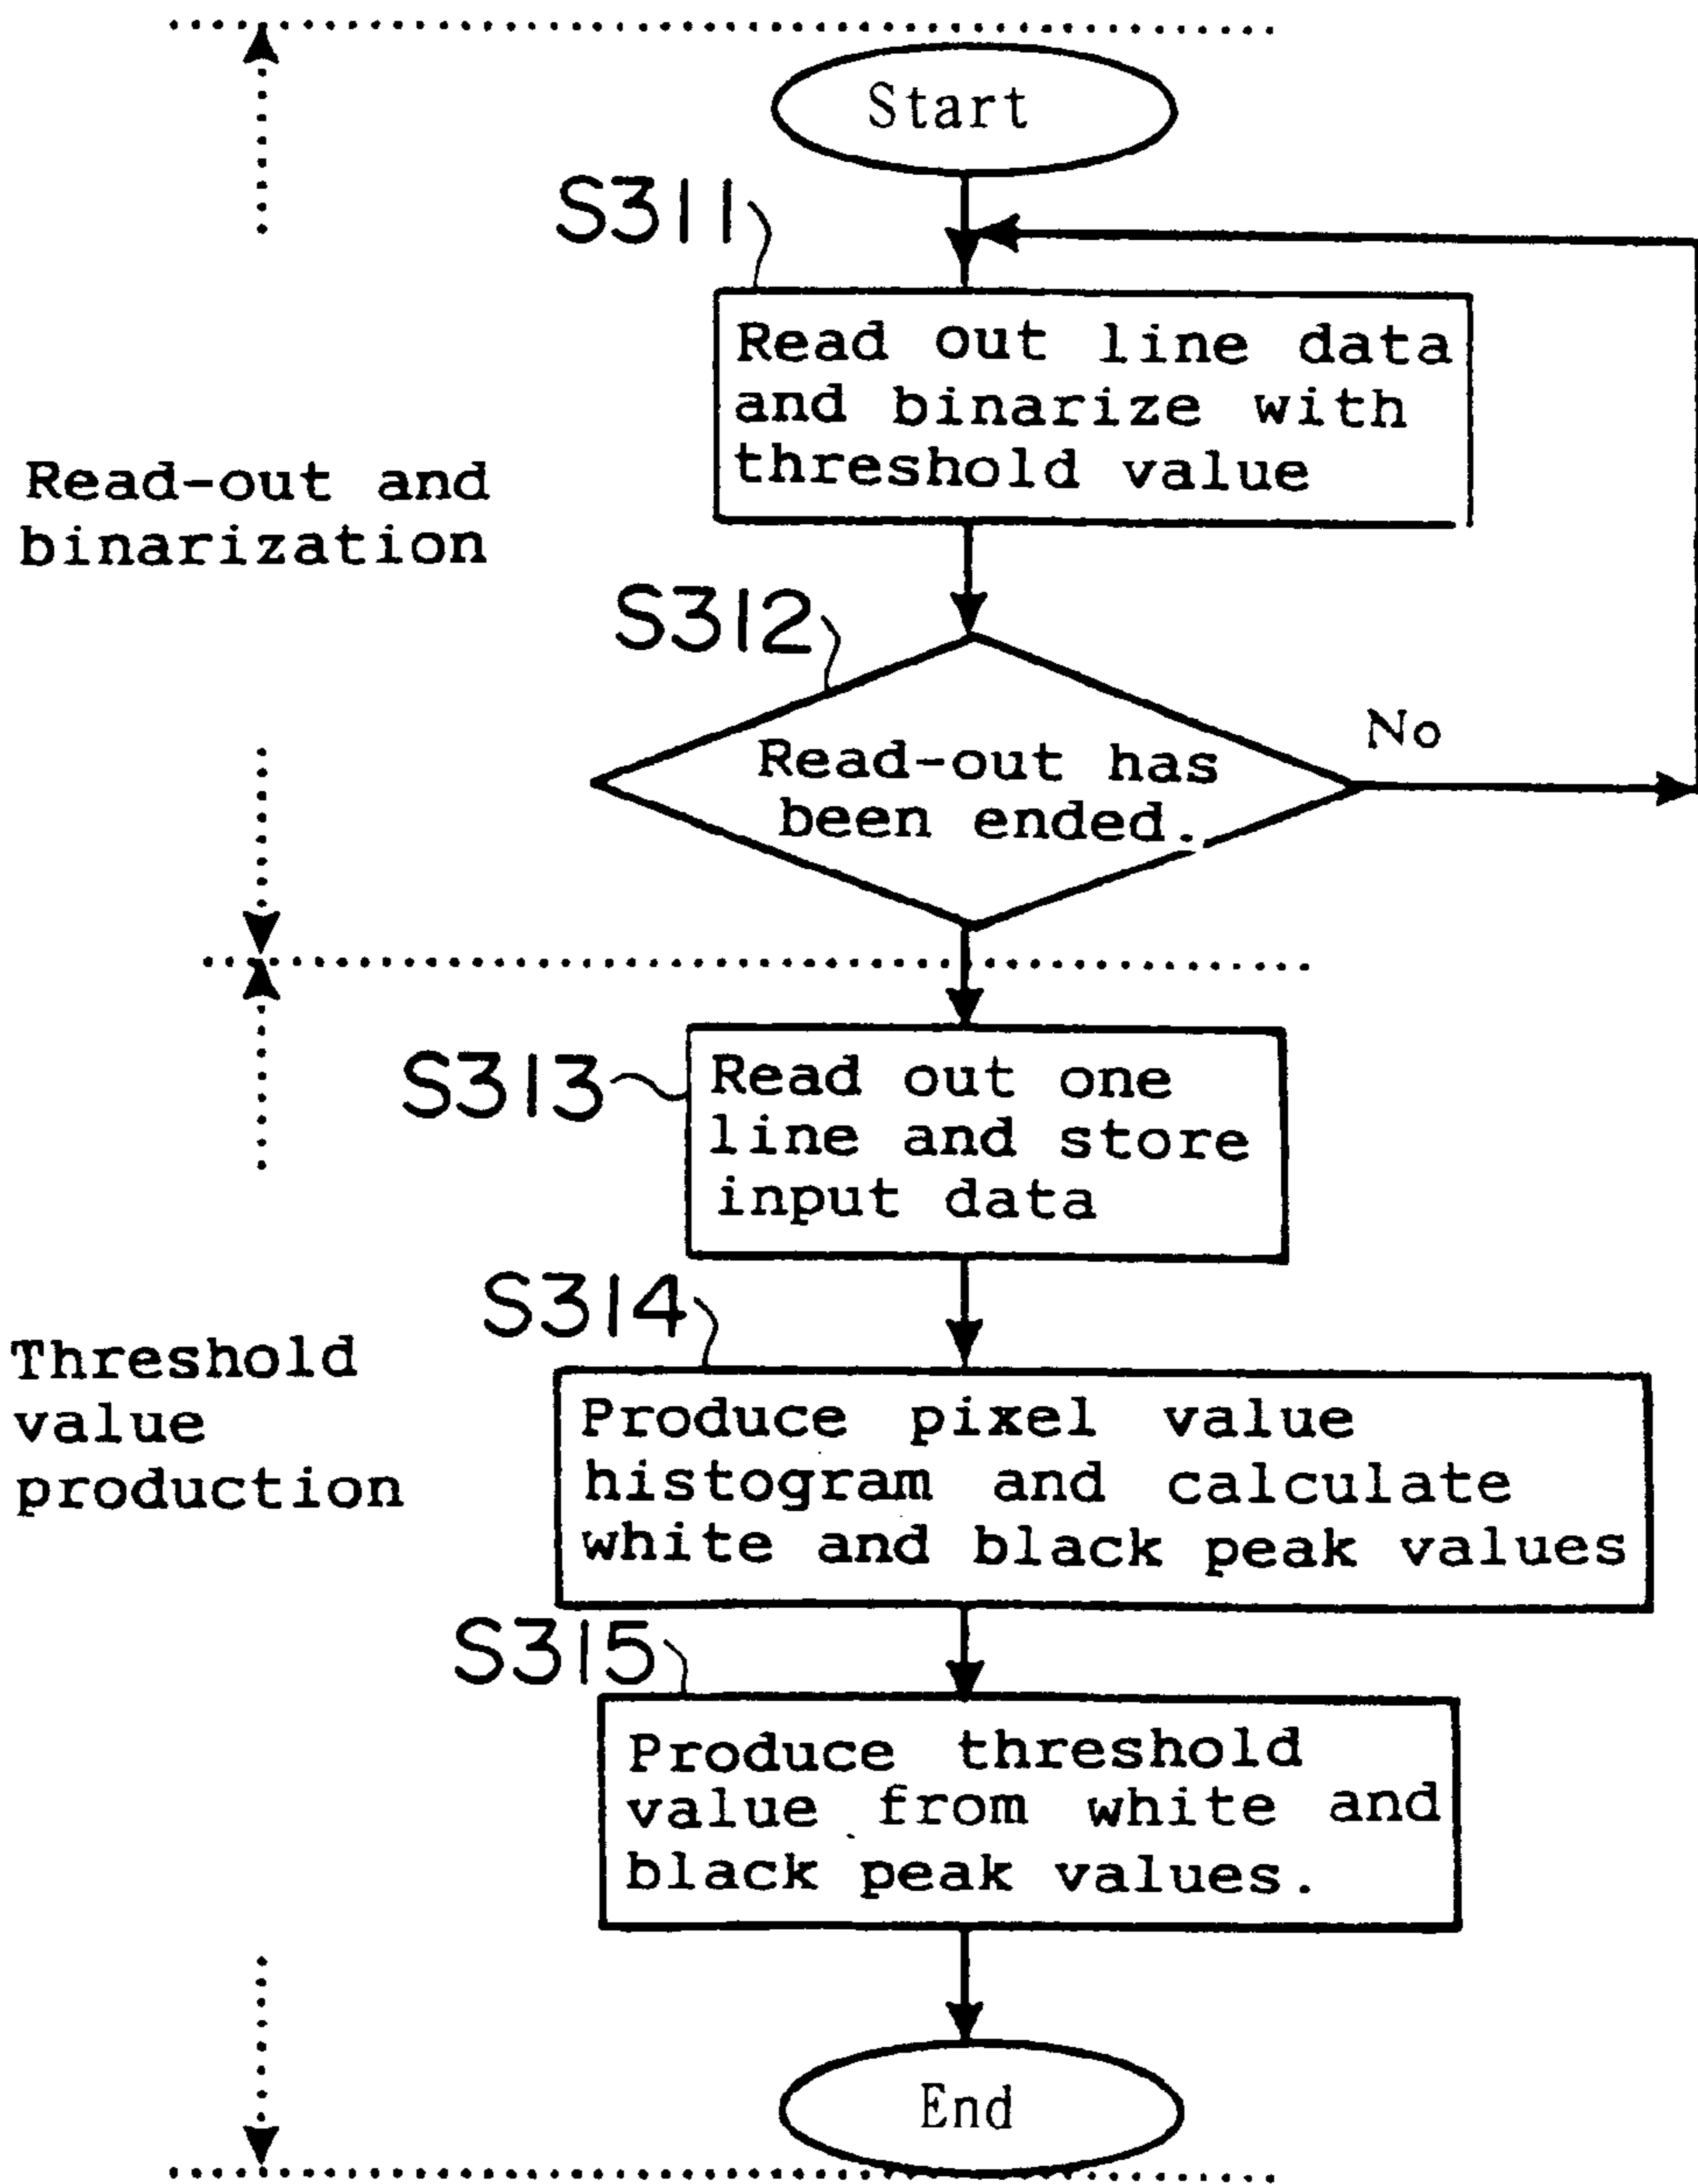 Start
S311
Read out line data
and binarize with
threshold value
Read-out and
binarization
S312
No
Read-out has
been ended.
S313
Read out one
line and store
input data
S314
Threshold
value
production
Produce pixel value
histogram and calculate
white and black peak values
S315
Produce threshold
value from white and
black peak values.
End